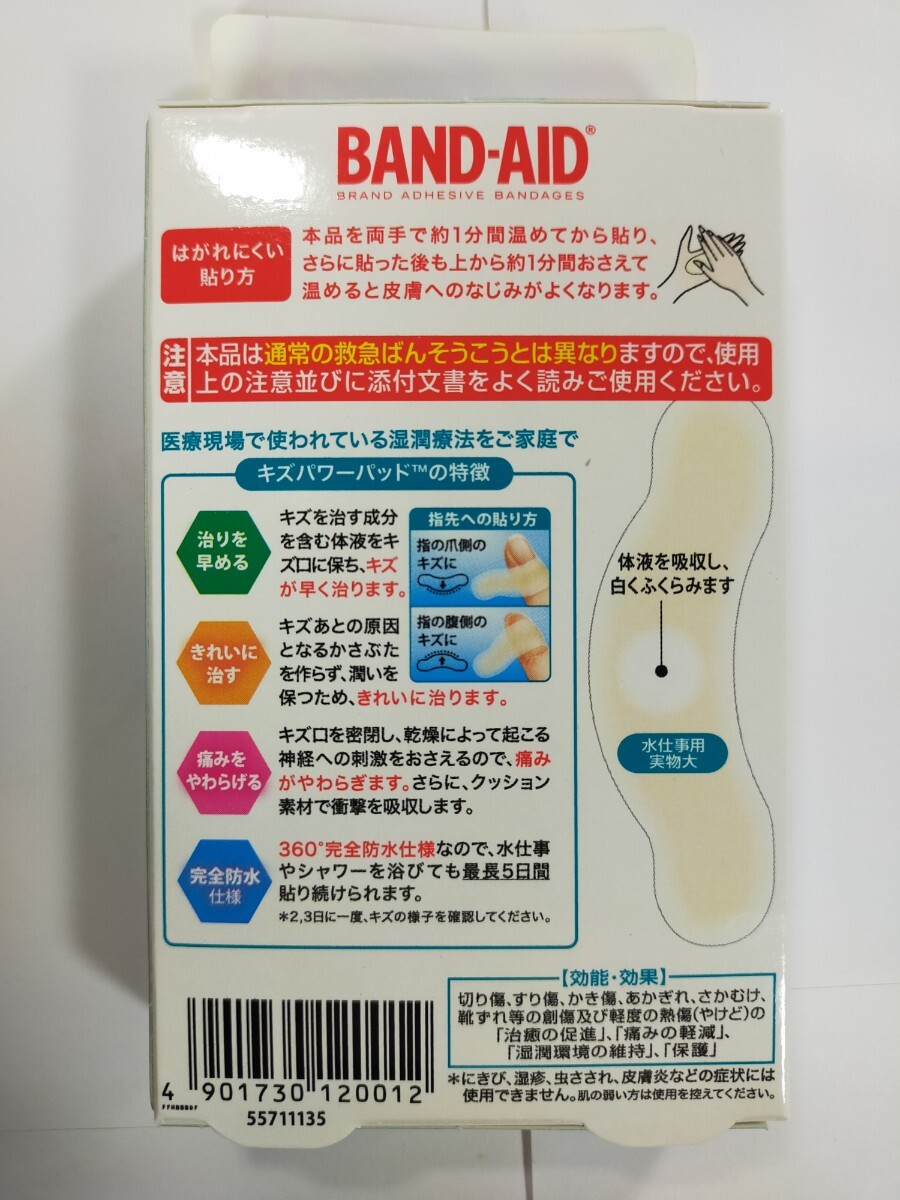 BAND-AID®
BRAND ADHESIVE BANDAGES
はがれにくい
貼り方
本品を両手で約1分間温めてから貼り、
さらに貼った後も上から約1分間おさえて
温めると皮膚へのなじみがよくなります。
注意
本品は通常の救急ばんそうこうとは異なりますので、使用
上の注意並びに添付文書をよく読みご使用ください。
医療現場で使われている湿潤療法をご家庭で
キズパワーパッド™の特徴
治りを
早める
キズを治す成分
を含む体液をキ
ズ口に保ち、キズ
が早く治ります。
指先への貼り方
指の爪側の
キズに
指の腹側の
キズに
きれいに
治す
キズあとの原因
となるかさぶた
を作らず、潤いを
保つため、きれいに治ります。
痛みを
やわらげる
キズ口を密閉し、乾燥によって起こる
神経への刺激をおさえるので、痛み
がやわらぎます。さらに、クッション
素材で衝撃を吸収します。
完全防水
仕様
360°完全防水仕様なので、水仕事
やシャワーを浴びても最長5日間
貼り続けられます。
*2,3日に一度、キズの様子を確認してください。
体液を吸収し、
白くふくらみます
水仕事用
実物大
【効能・効果】
切り傷、すり傷、かき傷、あかぎれ、さかむけ、
靴ずれ等の創傷及び軽度の熱傷(やけど)の
「治癒の促進」、「痛みの軽減」、
「湿潤環境の維持」、「保護」
*にきび、湿疹、虫さされ、皮膚炎などの症状には
使用できません。肌の弱い方は使用を控えてください。
4 901730 120012
55711135